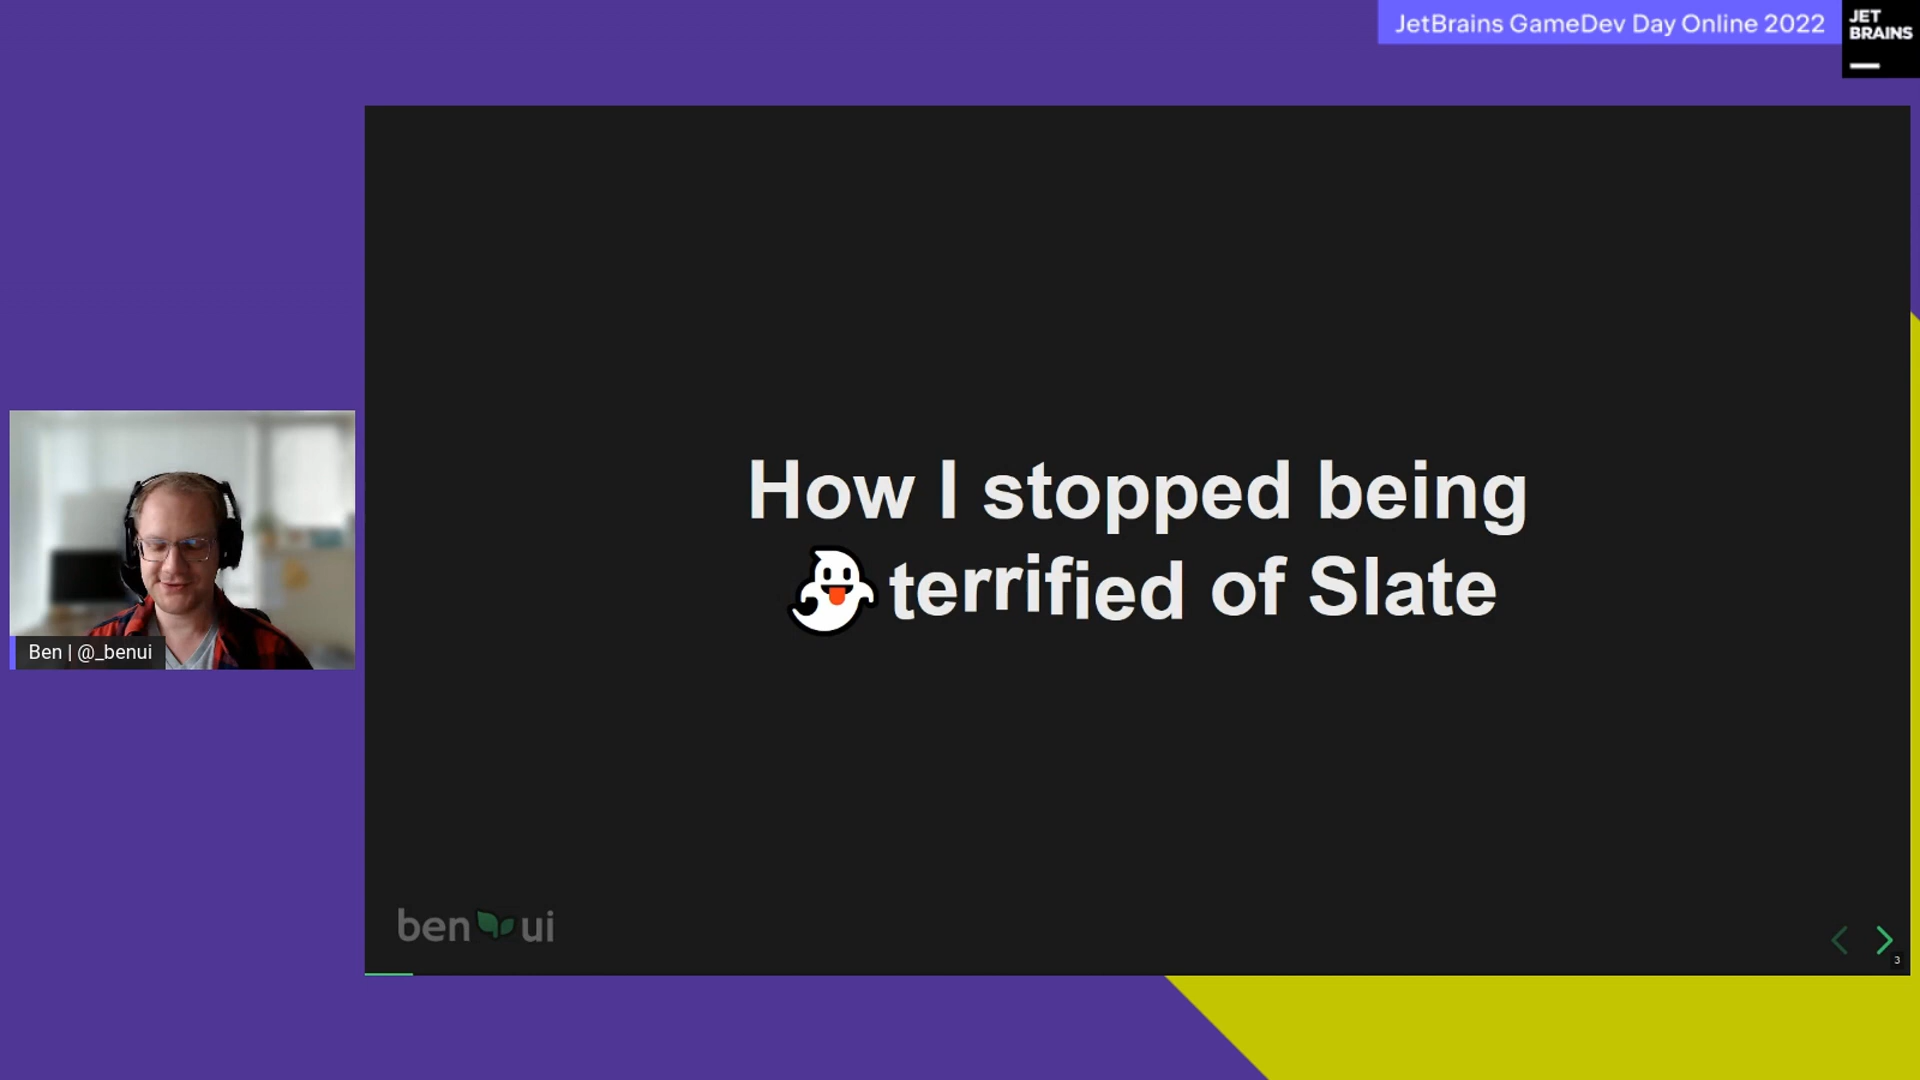 JetBrains GameDev Day Online 2022
JET
BRAINS
How I stopped being
terrified of Slate
Ben | @_benui
ben ui
3